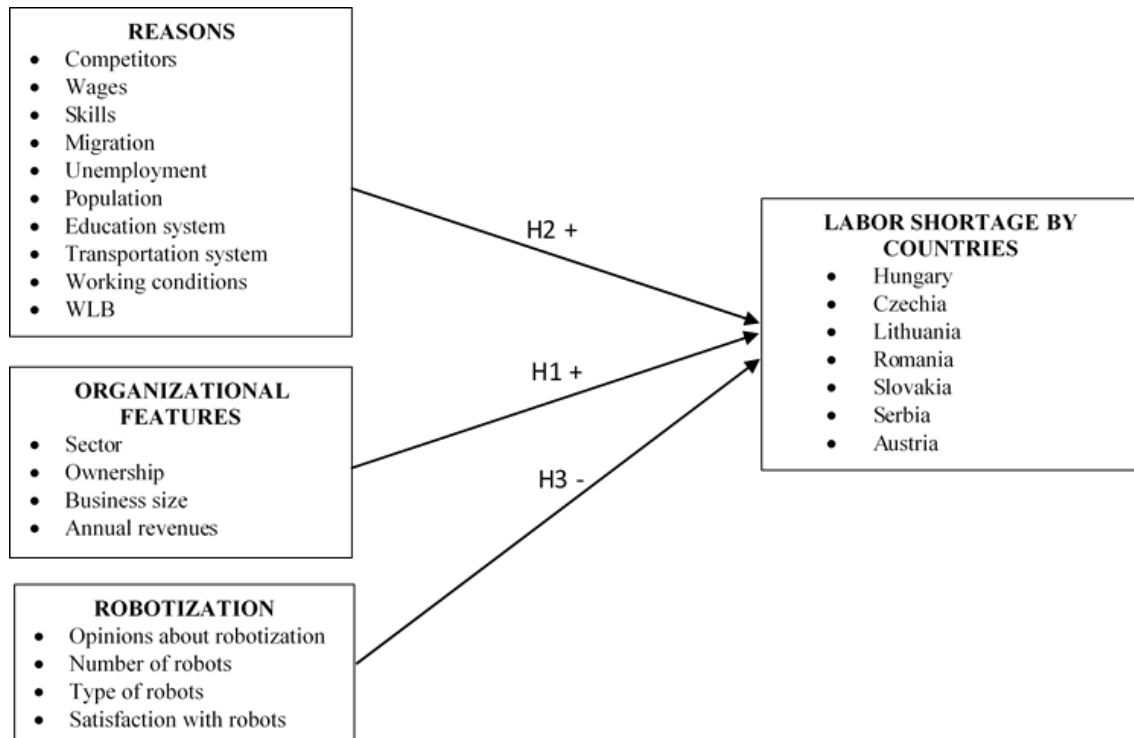 REASONS
• Competitors
• Wages
• Skills
• Migration
• Unemployment
• Population
• Education system
• Transportation system
• Working conditions
• WLB
H2 +
ORGANIZATIONAL
FEATURES
• Sector
• Ownership
• Business size
• Annual revenues
H1 +
ROBOTIZATION
• Opinions about robotization
• Number of robots
• Type of robots
• Satisfaction with robots
H3 -
LABOR SHORTAGE BY
COUNTRIES
• Hungary
• Czechia
• Lithuania
• Romania
• Slovakia
• Serbia
• Austria